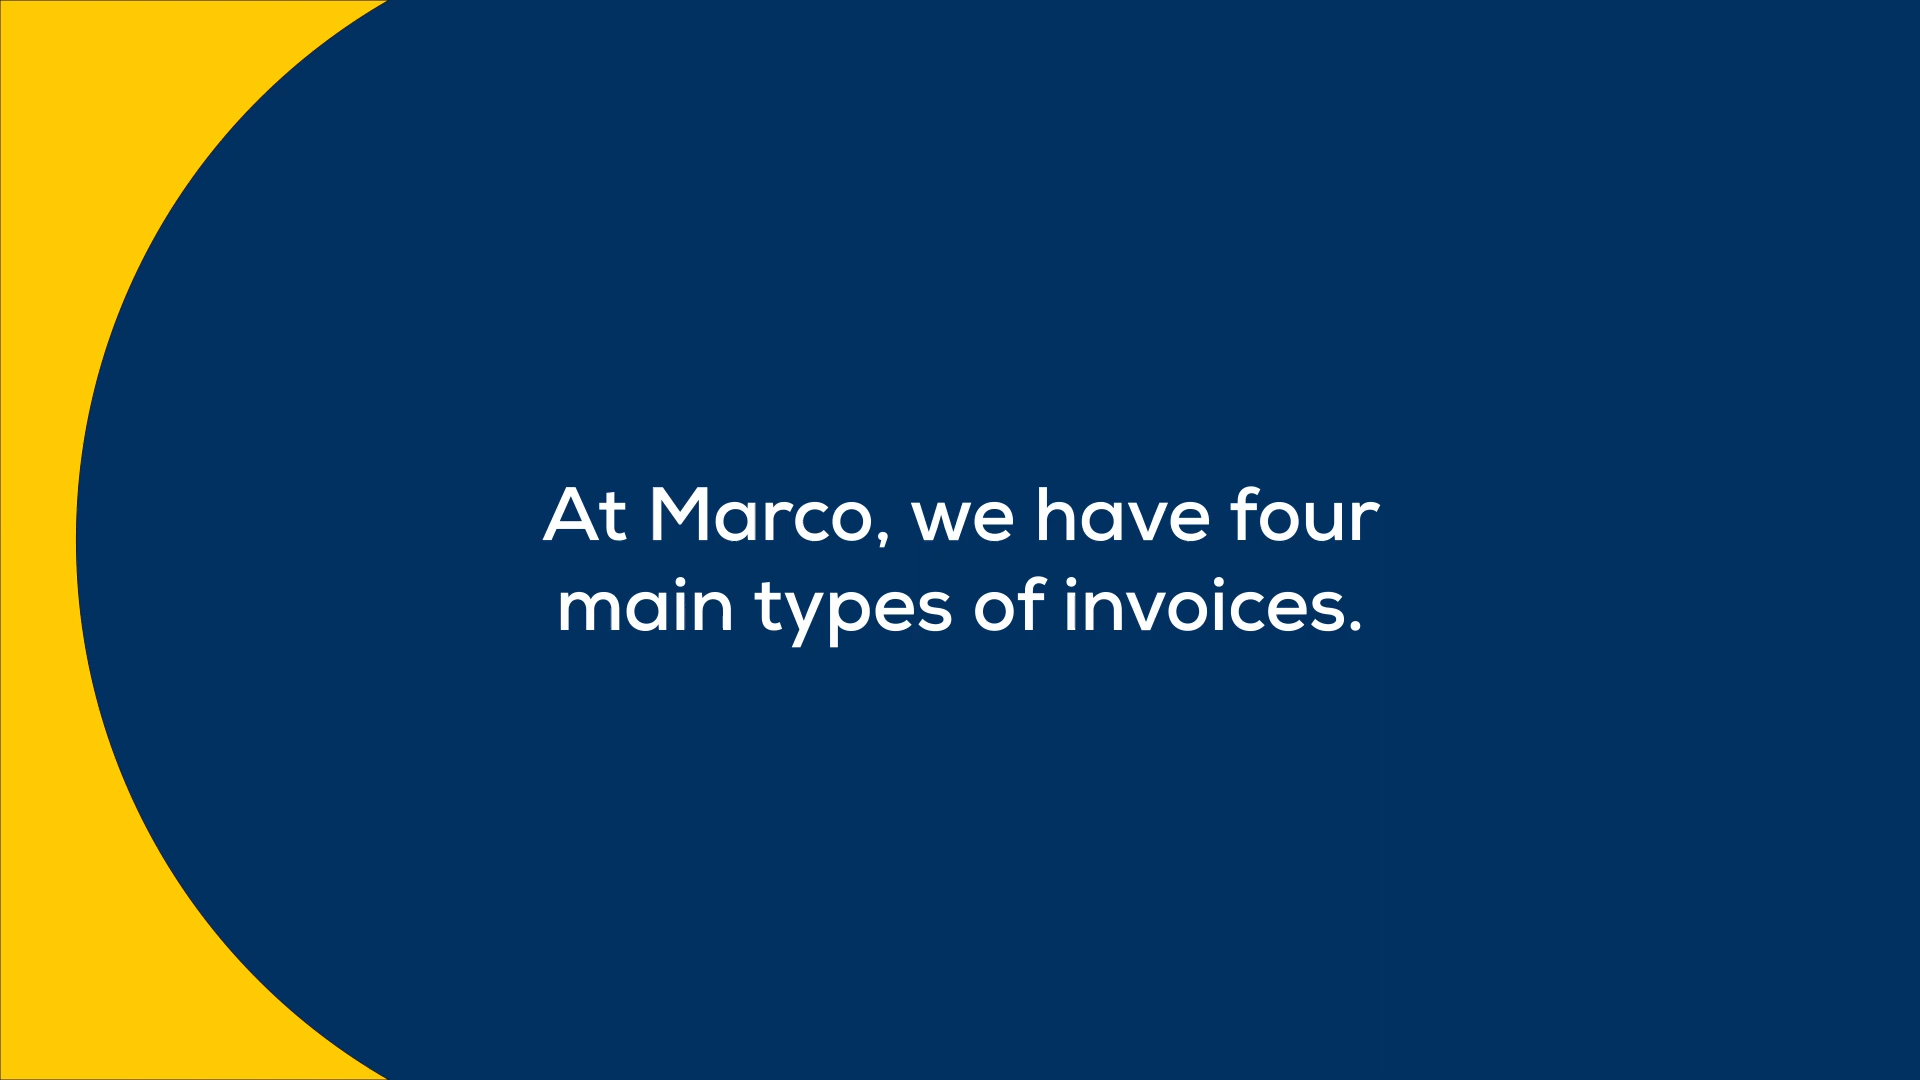 At Marco, we have four
main types of invoices.